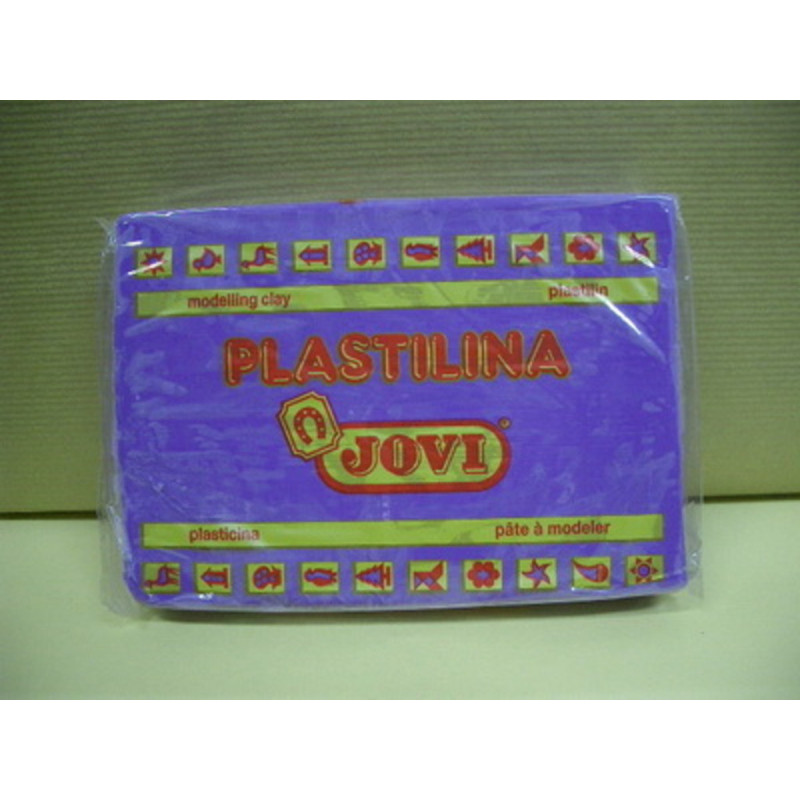 modelling clay plastilin
PLASTILINA
JOVI®
plasticina pâte à modeler